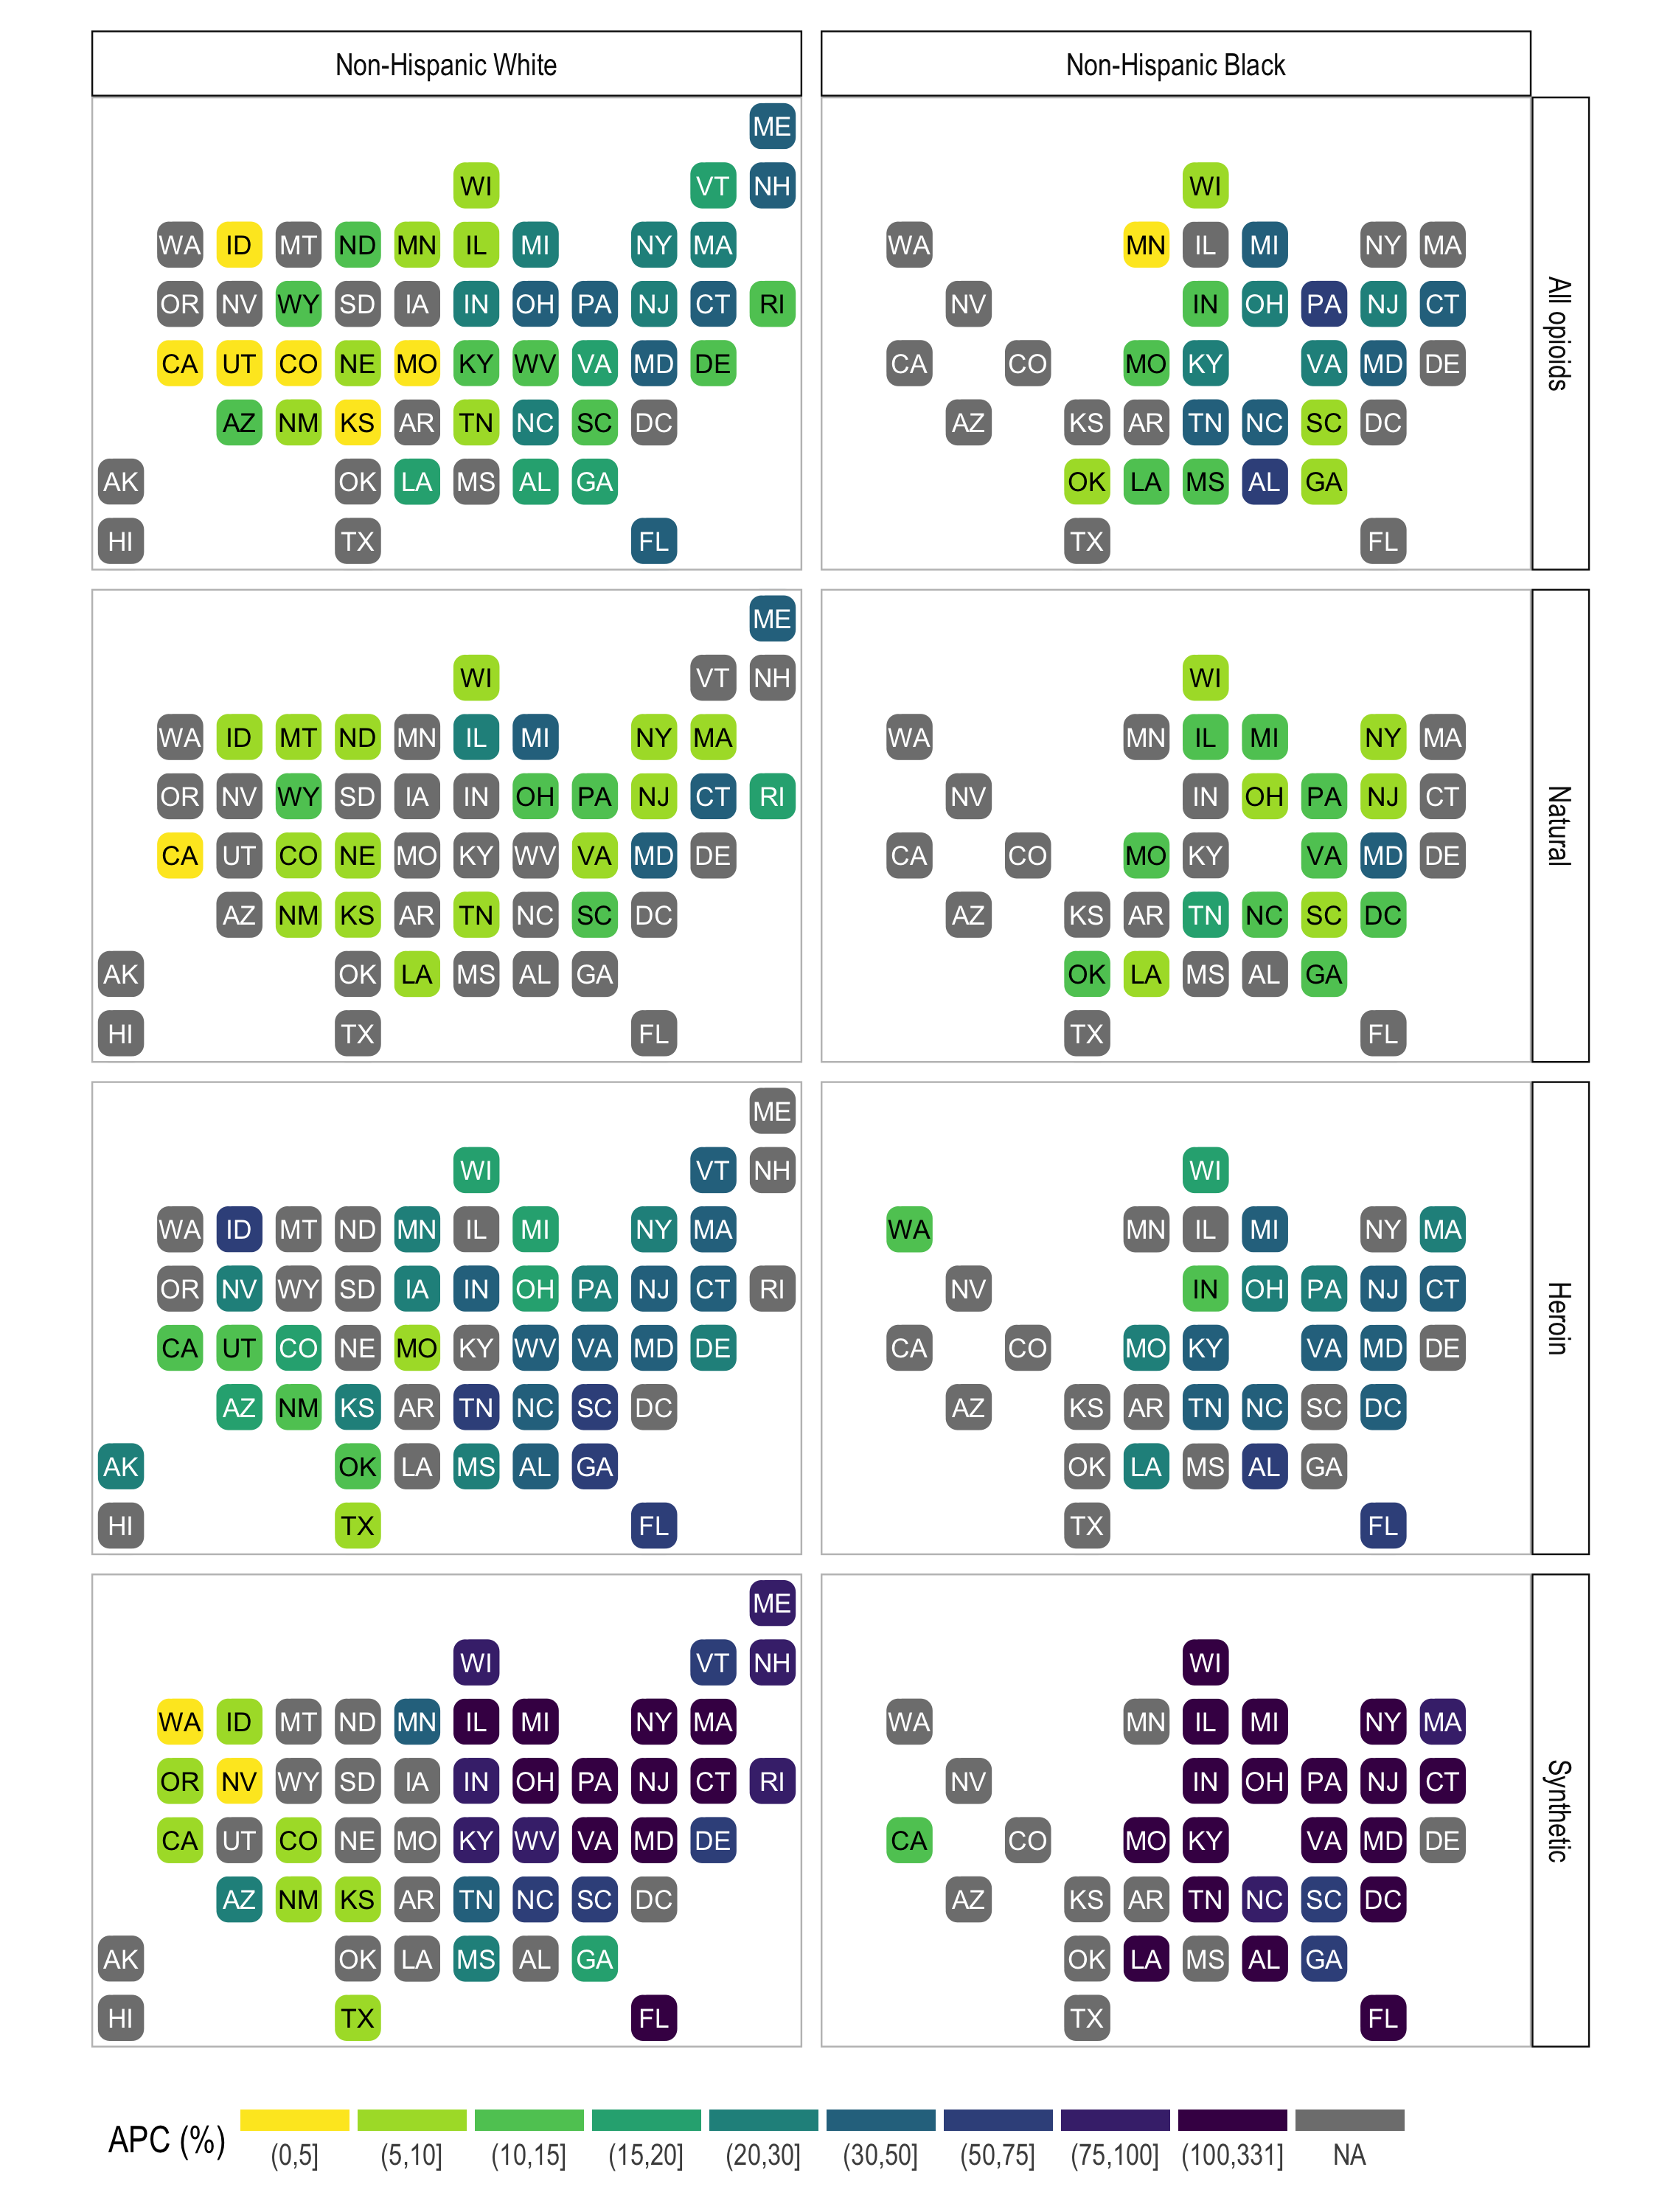 Non-Hispanic White
Non-Hispanic Black
All opioids
ME
WI VT NH
WA ID MT ND MN IL MI NY MA
OR NV WY SD IA IN OH PA NJ CT RI
CA UT CO NE MO KY WV VA MD DE
AZ NM KS AR TN NC SC DC
AK OK LA MS AL GA
HI TX FL
WI
WA MN IL MI NY MA
NV IN OH PA NJ CT
CA CO MO KY VA MD DE
AZ KS AR TN NC SC DC
OK LA MS AL GA
TX FL
Natural
ME
WI VT NH
WA ID MT ND MN IL MI NY MA
OR NV WY SD IA IN OH PA NJ CT RI
CA UT CO NE MO KY WV VA MD DE
AZ NM KS AR TN NC SC DC
AK OK LA MS AL GA
HI TX FL
WI
WA MN IL MI NY MA
NV IN OH PA NJ CT
CA CO MO KY VA MD DE
AZ KS AR TN NC SC DC
OK LA MS AL GA
TX FL
Heroin
ME
WI VT NH
WA ID MT ND MN IL MI NY MA
OR NV WY SD IA IN OH PA NJ CT RI
CA UT CO NE MO KY WV VA MD DE
AZ NM KS AR TN NC SC DC
AK OK LA MS AL GA
HI TX FL
WI
WA MN IL MI NY MA
NV IN OH PA NJ CT
CA CO MO KY VA MD DE
AZ KS AR TN NC SC DC
OK LA MS AL GA
TX FL
Synthetic
ME
WI VT NH
WA ID MT ND MN IL MI NY MA
OR NV WY SD IA IN OH PA NJ CT RI
CA UT CO NE MO KY WV VA MD DE
AZ NM KS AR TN NC SC DC
AK OK LA MS AL GA
HI TX FL
WI
WA MN IL MI NY MA
NV IN OH PA NJ CT
CA CO MO KY VA MD DE
AZ KS AR TN NC SC DC
OK LA MS AL GA
TX FL
APC (%)
(0,5] (5,10] (10,15] (15,20] (20,30] (30,50] (50,75] (75,100] (100,331] NA